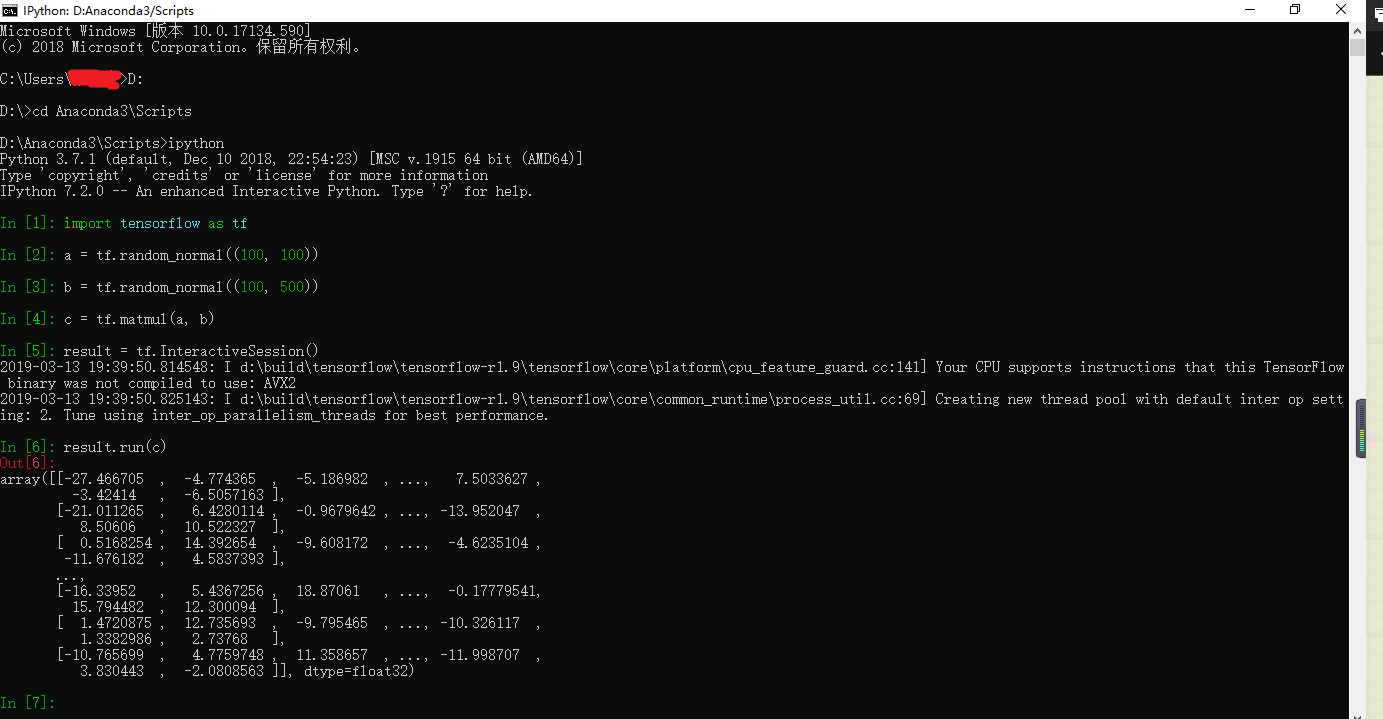 IPython: D:Anaconda3/Scripts
Microsoft Windows [版本 10.0.17134.590]
(c) 2018 Microsoft Corporation。保留所有权利。
C:\Users\ >D:
D:\>cd Anaconda3\Scripts
D:\Anaconda3\Scripts>ipython
Python 3.7.1 (default, Dec 10 2018, 22:54:23) [MSC v.1915 64 bit (AMD64)]
Type 'copyright', 'credits' or 'license' for more information
IPython 7.2.0 -- An enhanced Interactive Python. Type '?' for help.
In [1]: import tensorflow as tf
In [2]: a = tf.random_normal((100, 100))
In [3]: b = tf.random_normal((100, 500))
In [4]: c = tf.matmul(a, b)
In [5]: result = tf.InteractiveSession()
2019-03-13 19:39:50.814548: I d:\build\tensorflow\tensorflow-r1.9\tensorflow\core\platform\cpu_feature_guard.cc:141] Your CPU supports instructions that this TensorFlow
binary was not compiled to use: AVX2
2019-03-13 19:39:50.825143: I d:\build\tensorflow\tensorflow-r1.9\tensorflow\core\common_runtime\process_util.cc:69] Creating new thread pool with default inter op sett
ing: 2. Tune using inter_op_parallelism_threads for best performance.
In [6]: result.run(c)
Out[6]:
array([[-27.466705 , -4.774365 , -5.186982 , ..., 7.5033627 ,
-3.42414 , -6.5057163 ],
[-21.011265 , 6.4280114 , -0.9679642 , ..., -13.952047 ,
8.50606 , 10.522327 ],
[ 0.5168254 , 14.392654 , -9.608172 , ..., -4.6235104 ,
-11.676182 , 4.5837393 ],
...,
[-16.33952 , 5.4367256 , 18.87061 , ..., -0.17779541,
15.794482 , 12.300094 ],
[ 1.4720875 , 12.735693 , -9.795465 , ..., -10.326117 ,
1.3382986 , 2.73768 ],
[-10.765699 , 4.7759748 , 11.358657 , ..., -11.998707 ,
3.830443 , -2.0808563 ]], dtype=float32)
In [7]: